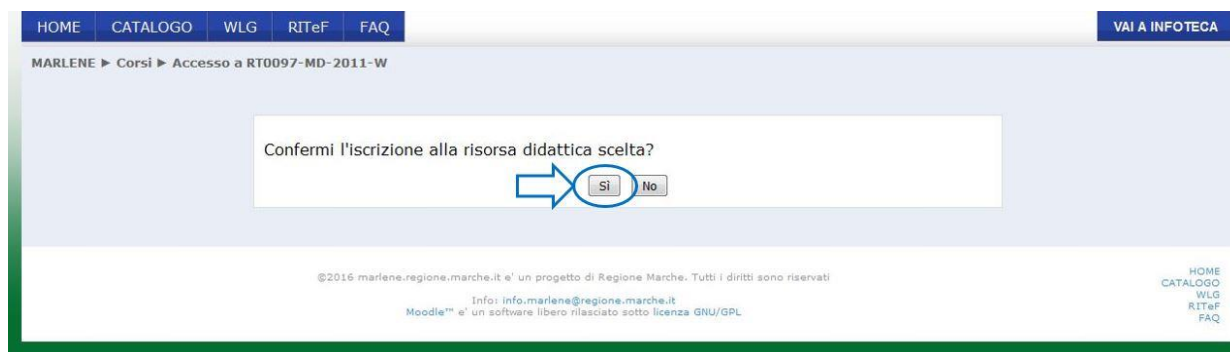 HOME CATALOGO WLG RITeF FAQ VAI A INFOTECA
MARLENE ► Corsi ► Accesso a RT0097-MD-2011-W
Confermi l'iscrizione alla risorsa didattica scelta?
Sì No
©2016 marlene.regione.marche.it e' un progetto di Regione Marche. Tutti i diritti sono riservati
Info: info.marlene@regione.marche.it
Moodle™ e' un software libero rilasciato sotto licenza GNU/GPL
HOME
CATALOGO
WLG
RITeF
FAQ